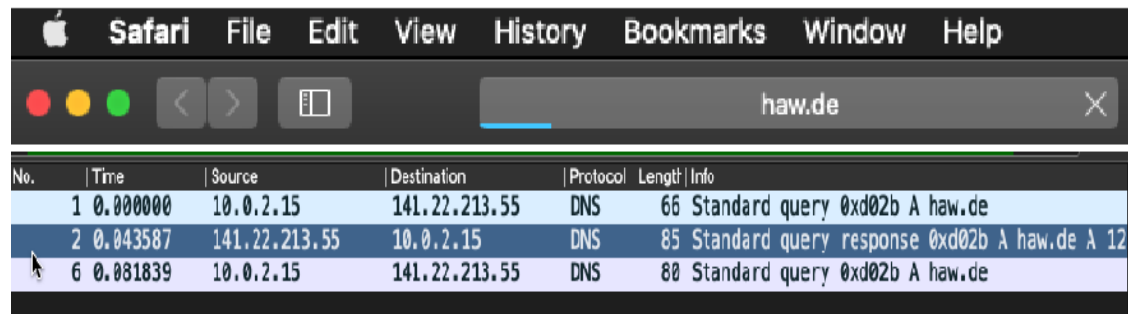 Safari File Edit View History Bookmarks Window Help
haw.de
No. Time Source Destination Protocol Length Info
1 0.000000 10.0.2.15 141.22.213.55 DNS 66 Standard query 0xd02b A haw.de
2 0.043587 141.22.213.55 10.0.2.15 DNS 85 Standard query response 0xd02b A haw.de A 12
6 0.081839 10.0.2.15 141.22.213.55 DNS 80 Standard query 0xd02b A haw.de